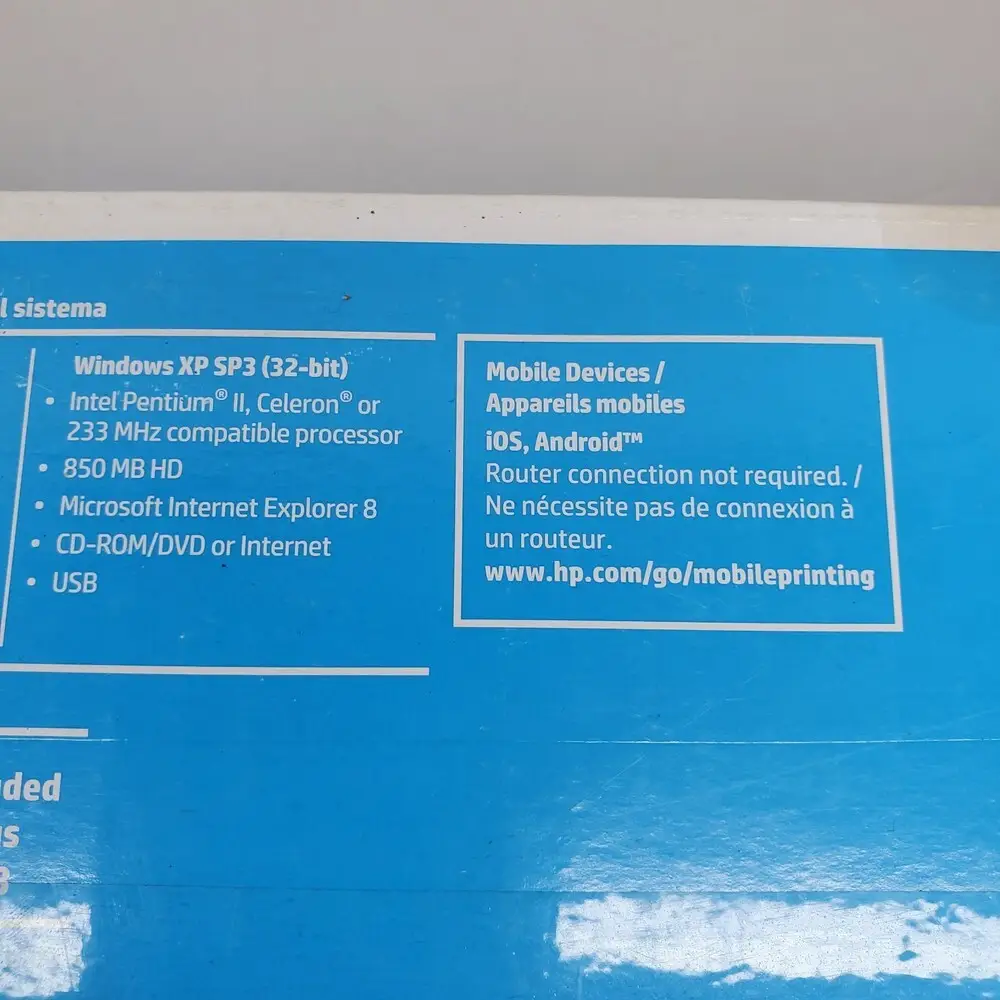 l sistema
Windows XP SP3 (32-bit)
• Intel Pentium® II, Celeron® or
233 MHz compatible processor
• 850 MB HD
• Microsoft Internet Explorer 8
• CD-ROM/DVD or Internet
• USB
Mobile Devices /
Appareils mobiles
iOS, Android™
Router connection not required. /
Ne nécessite pas de connexion à
un routeur.
www.hp.com/go/mobileprinting
ded